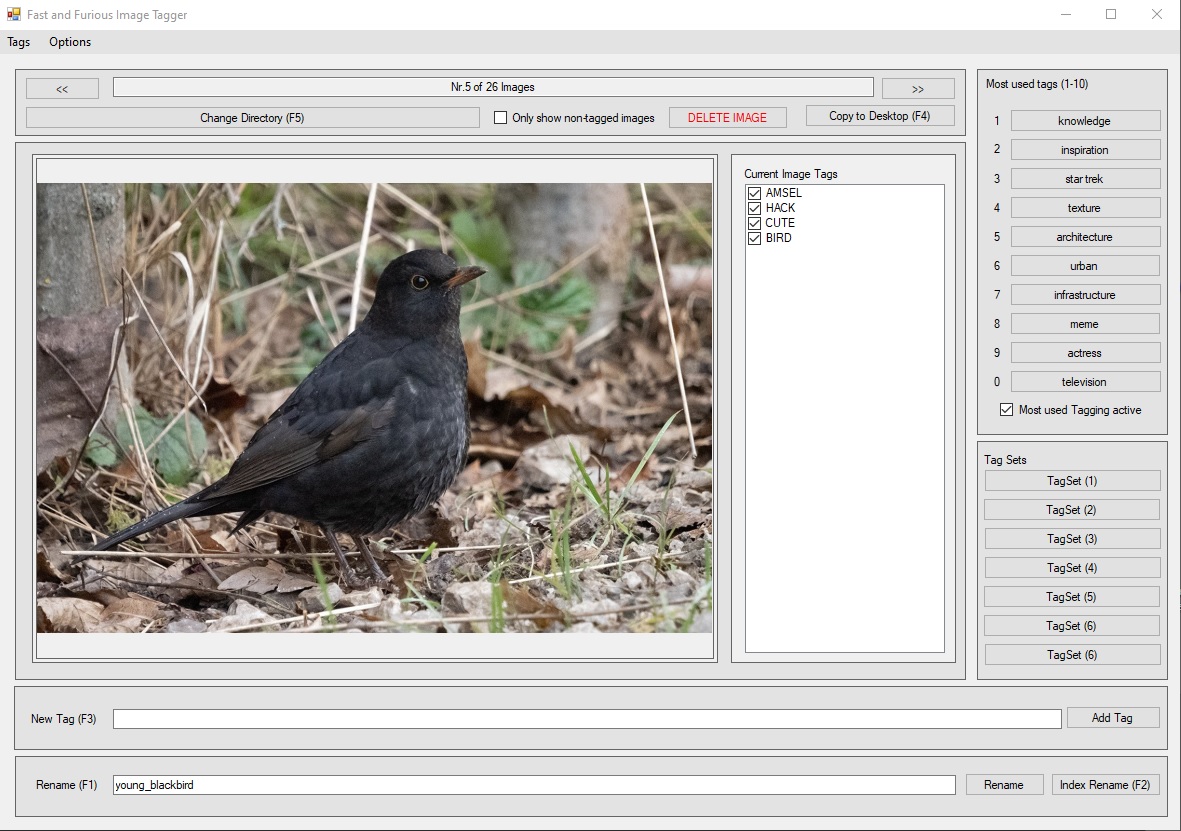 Fast and Furious Image Tagger
Tags Options
<< Nr.5 of 26 Images >>
Change Directory (F5) Only show non-tagged images DELETE IMAGE Copy to Desktop (F4)
Current Image Tags
AMSEL
HACK
CUTE
BIRD
Most used tags (1-10)
1 knowledge
2 inspiration
3 star trek
4 texture
5 architecture
6 urban
7 infrastructure
8 meme
9 actress
0 television
Most used Tagging active
Tag Sets
TagSet (1)
TagSet (2)
TagSet (3)
TagSet (4)
TagSet (5)
TagSet (6)
TagSet (6)
New Tag (F3) Add Tag
Rename (F1) young_blackbird Rename Index Rename (F2)